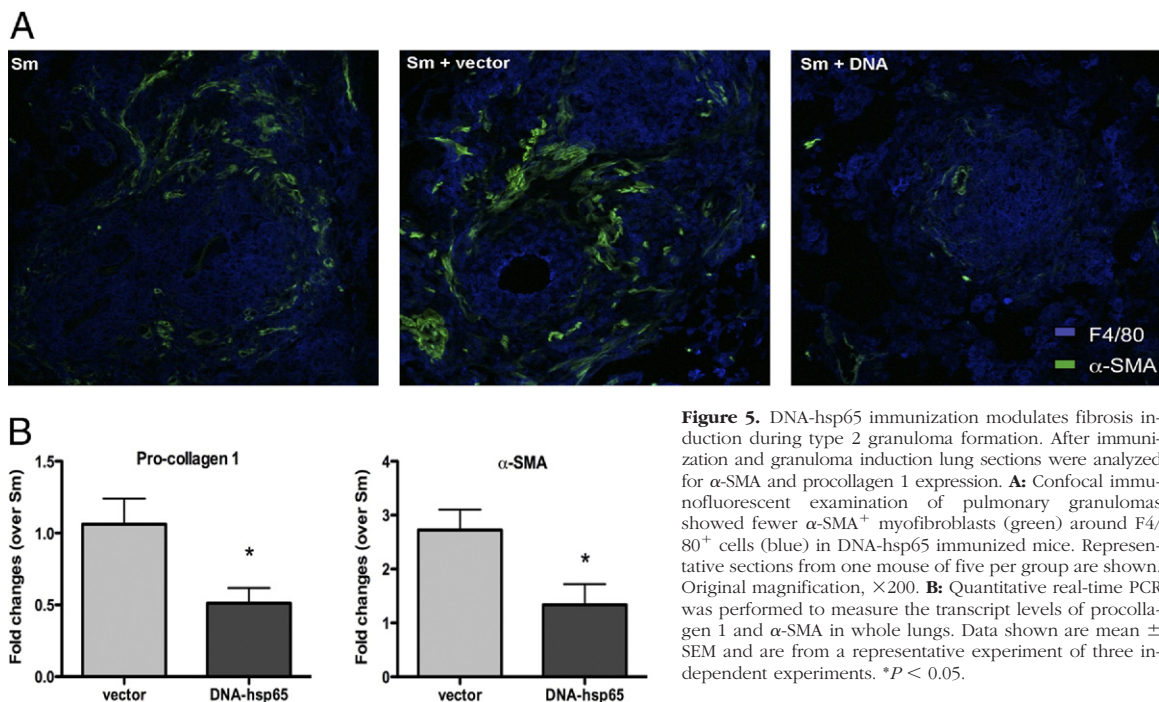 A
Sm
Sm + vector
Sm + DNA
F4/80
α-SMA
B
Pro-collagen 1
Fold changes (over Sm)
1.5
1.0
0.5
0.0
*
vector
DNA-hsp65
α-SMA
Fold changes (over Sm)
4
3
2
1
0
*
vector
DNA-hsp65
Figure 5. DNA-hsp65 immunization modulates fibrosis in-
duction during type 2 granuloma formation. After immuni-
zation and granuloma induction lung sections were analyzed
for α-SMA and procollagen 1 expression. A: Confocal immu-
nofluorescent examination of pulmonary granulomas
showed fewer α-SMA⁺ myofibroblasts (green) around F4/
80⁺ cells (blue) in DNA-hsp65 immunized mice. Represen-
tative sections from one mouse of five per group are shown.
Original magnification, ×200. B: Quantitative real-time PCR
was performed to measure the transcript levels of procolla-
gen 1 and α-SMA in whole lungs. Data shown are mean ±
SEM and are from a representative experiment of three in-
dependent experiments. *P < 0.05.